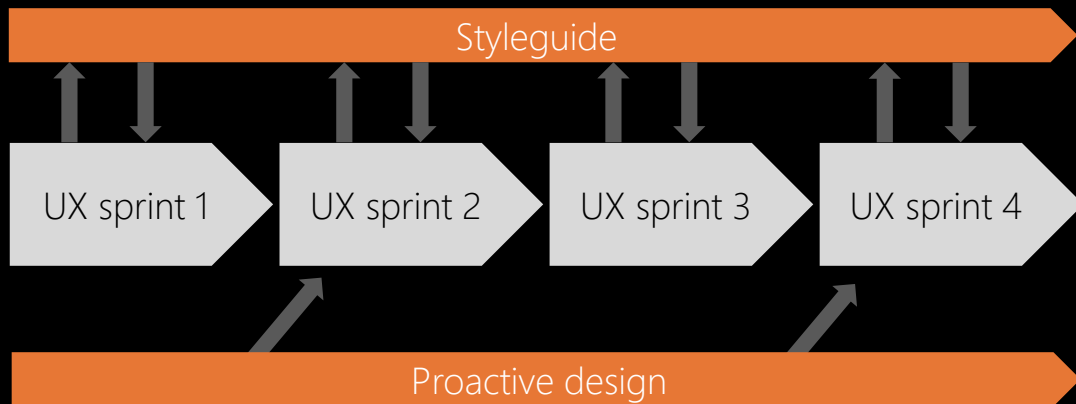 Styleguide
UX sprint 1
UX sprint 2
UX sprint 3
UX sprint 4
Proactive design